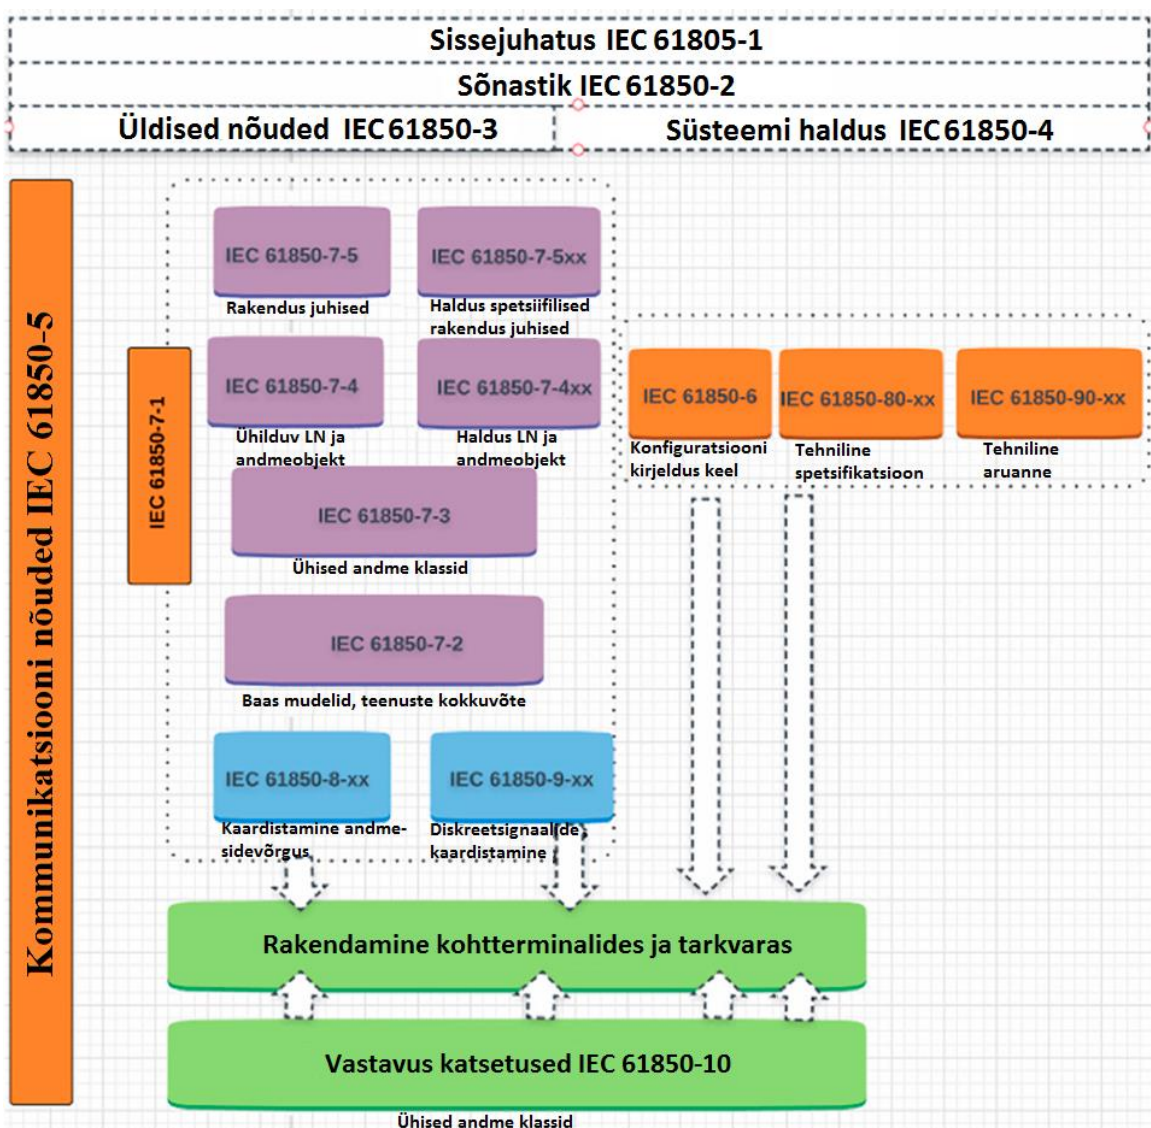 Sissejuhatus IEC 61805-1
Sõnastik IEC 61850-2
Üldised nõuded IEC 61850-3
Süsteemi haldus IEC 61850-4
Kommunikatsiooni nõuded IEC 61850-5
IEC 61850-7-1
IEC 61850-7-5
Rakendus juhised
IEC 61850-7-5xx
Haldus spetsiifilised
rakendus juhised
IEC 61850-7-4
Ühilduv LN ja
andmeobjekt
IEC 61850-7-4xx
Haldus LN ja
andmeobjekt
IEC 61850-7-3
Ühised andme klassid
IEC 61850-7-2
Baas mudelid, teenuste kokkuvõte
IEC 61850-8-xx
Kaardistamine andme-
sidevõrgus
IEC 61850-9-xx
Diskreetsignaalide
kaardistamine
IEC 61850-6
Konfiguratsiooni
kirjeldus keel
IEC 61850-80-xx
Tehniline
spetsifikatsioon
IEC 61850-90-xx
Tehniline
aruanne
Rakendamine kohtterminalides ja tarkvaras
Vastavus katsetused IEC 61850-10
Ühised andme klassid